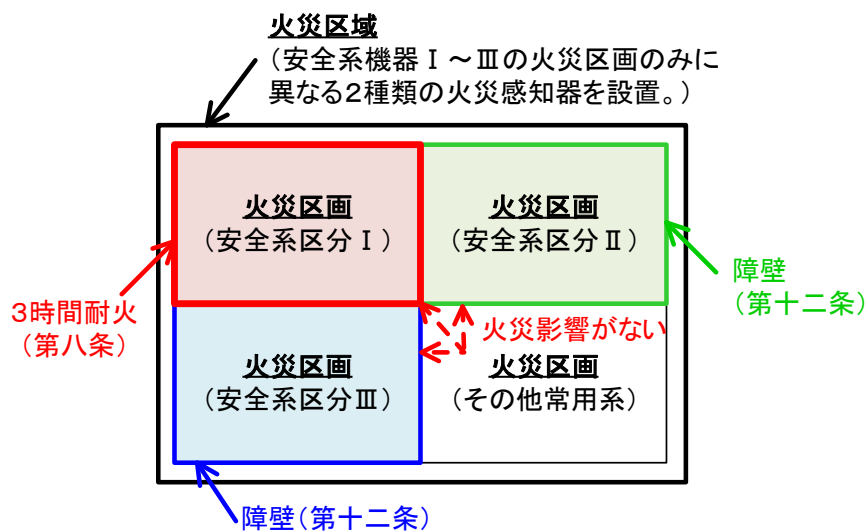 火災区域
(安全系機器Ⅰ～Ⅲの火災区画のみに
異なる2種類の火災感知器を設置。)
火災区画
(安全系区分Ⅰ)
火災区画
(安全系区分Ⅱ)
障壁
(第十二条)
3時間耐火
(第八条)
火災影響がない
火災区画
(安全系区分Ⅲ)
火災区画
(その他常用系)
障壁(第十二条)